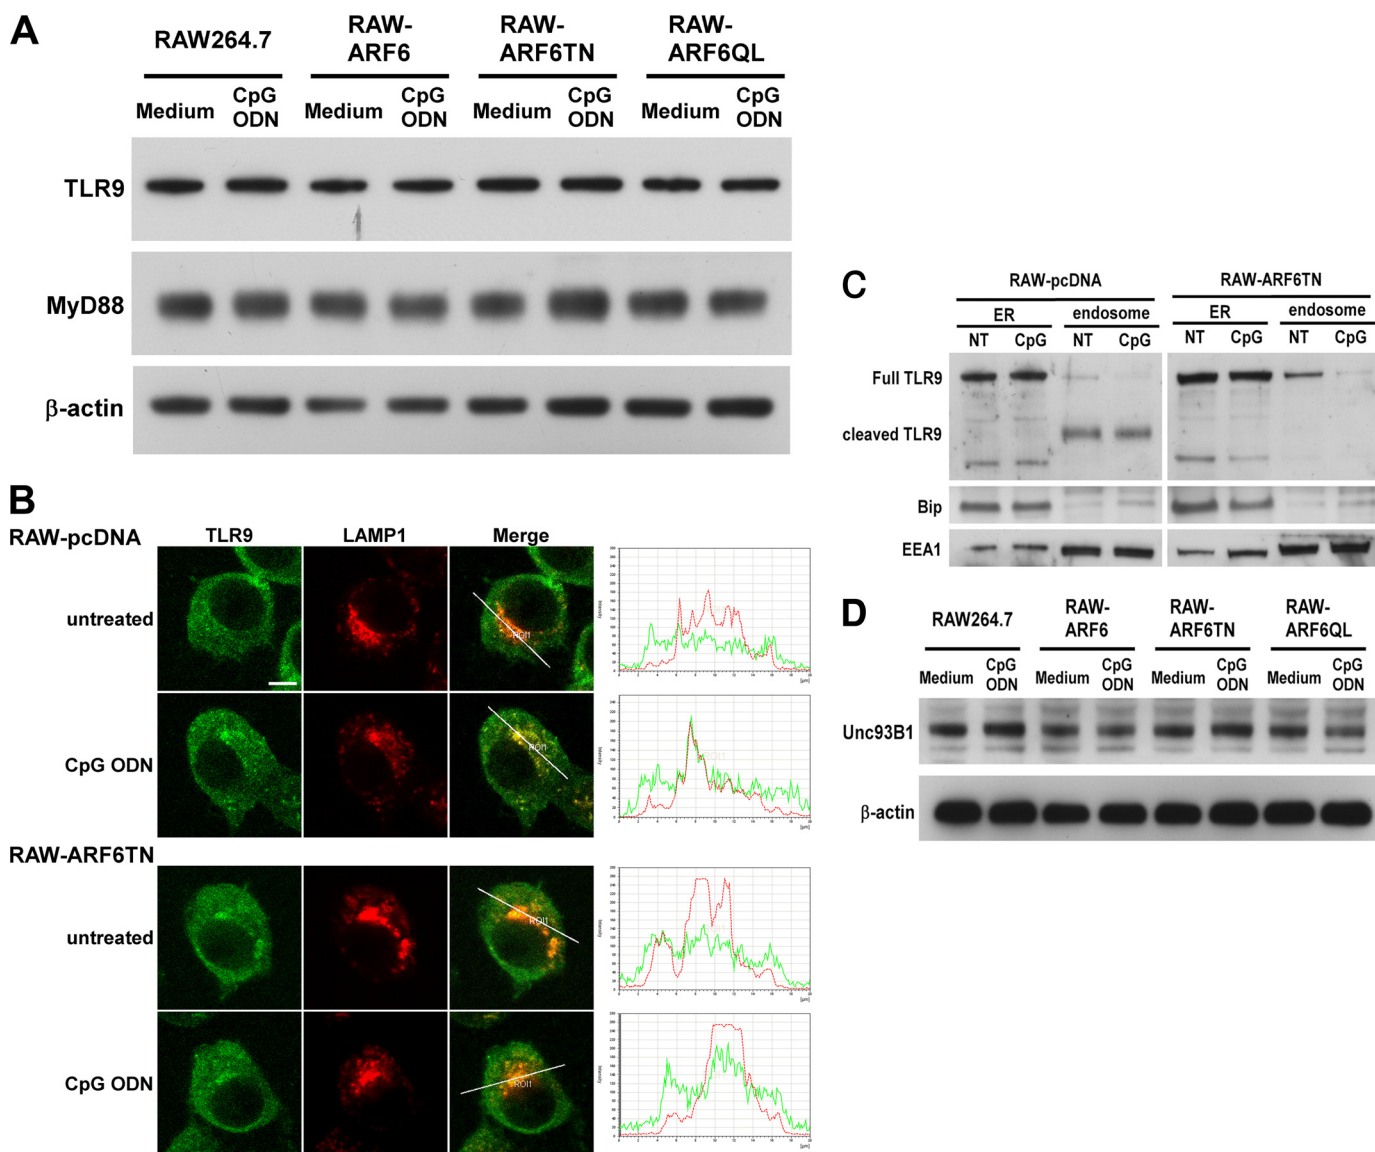 A
RAW264.7
RAW-
ARF6
RAW-
ARF6TN
RAW-
ARF6QL
Medium
CpG
ODN
Medium
CpG
ODN
Medium
CpG
ODN
Medium
CpG
ODN
TLR9
MyD88
β-actin
B
RAW-pcDNA
TLR9
LAMP1
Merge
untreated
ROI1
CpG ODN
ROI1
RAW-ARF6TN
untreated
ROI1
CpG ODN
ROI1
C
RAW-pcDNA
RAW-ARF6TN
ER
endosome
ER
endosome
NT
CpG
NT
CpG
NT
CpG
NT
CpG
Full TLR9
cleaved TLR9
Bip
EEA1
D
RAW264.7
RAW-
ARF6
RAW-
ARF6TN
RAW-
ARF6QL
Medium
CpG
ODN
Medium
CpG
ODN
Medium
CpG
ODN
Medium
CpG
ODN
Unc93B1
β-actin